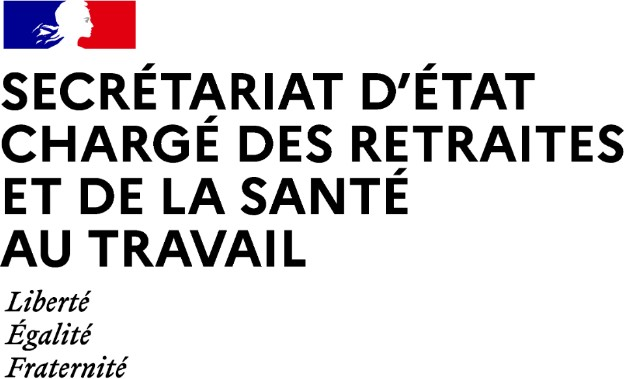 SECRÉTARIAT D’ÉTAT
CHARGÉ DES RETRAITES
ET DE LA SANTÉ
AU TRAVAIL
Liberté
Égalité
Fraternité